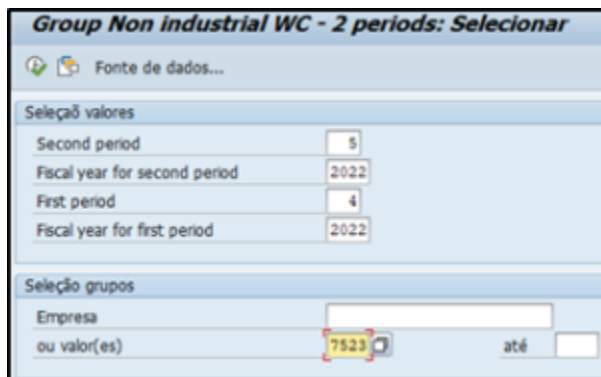 Group Non industrial WC - 2 periods: Selecionar
Fonte de dados...
Seleçaõ valores
Second period 5
Fiscal year for second period 2022
First period 4
Fiscal year for first period 2022
Seleção grupos
Empresa
ou valor(es) 7523 até